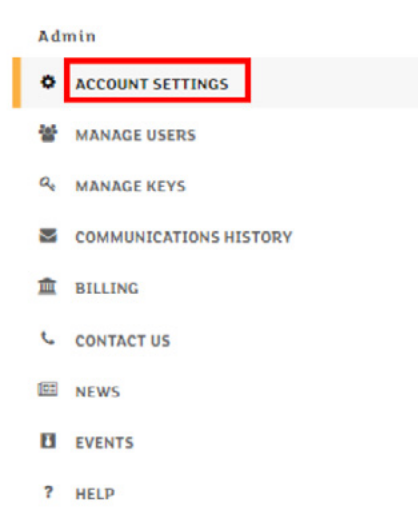 Admin
ACCOUNT SETTINGS
MANAGE USERS
MANAGE KEYS
COMMUNICATIONS HISTORY
BILLING
CONTACT US
NEWS
EVENTS
? HELP